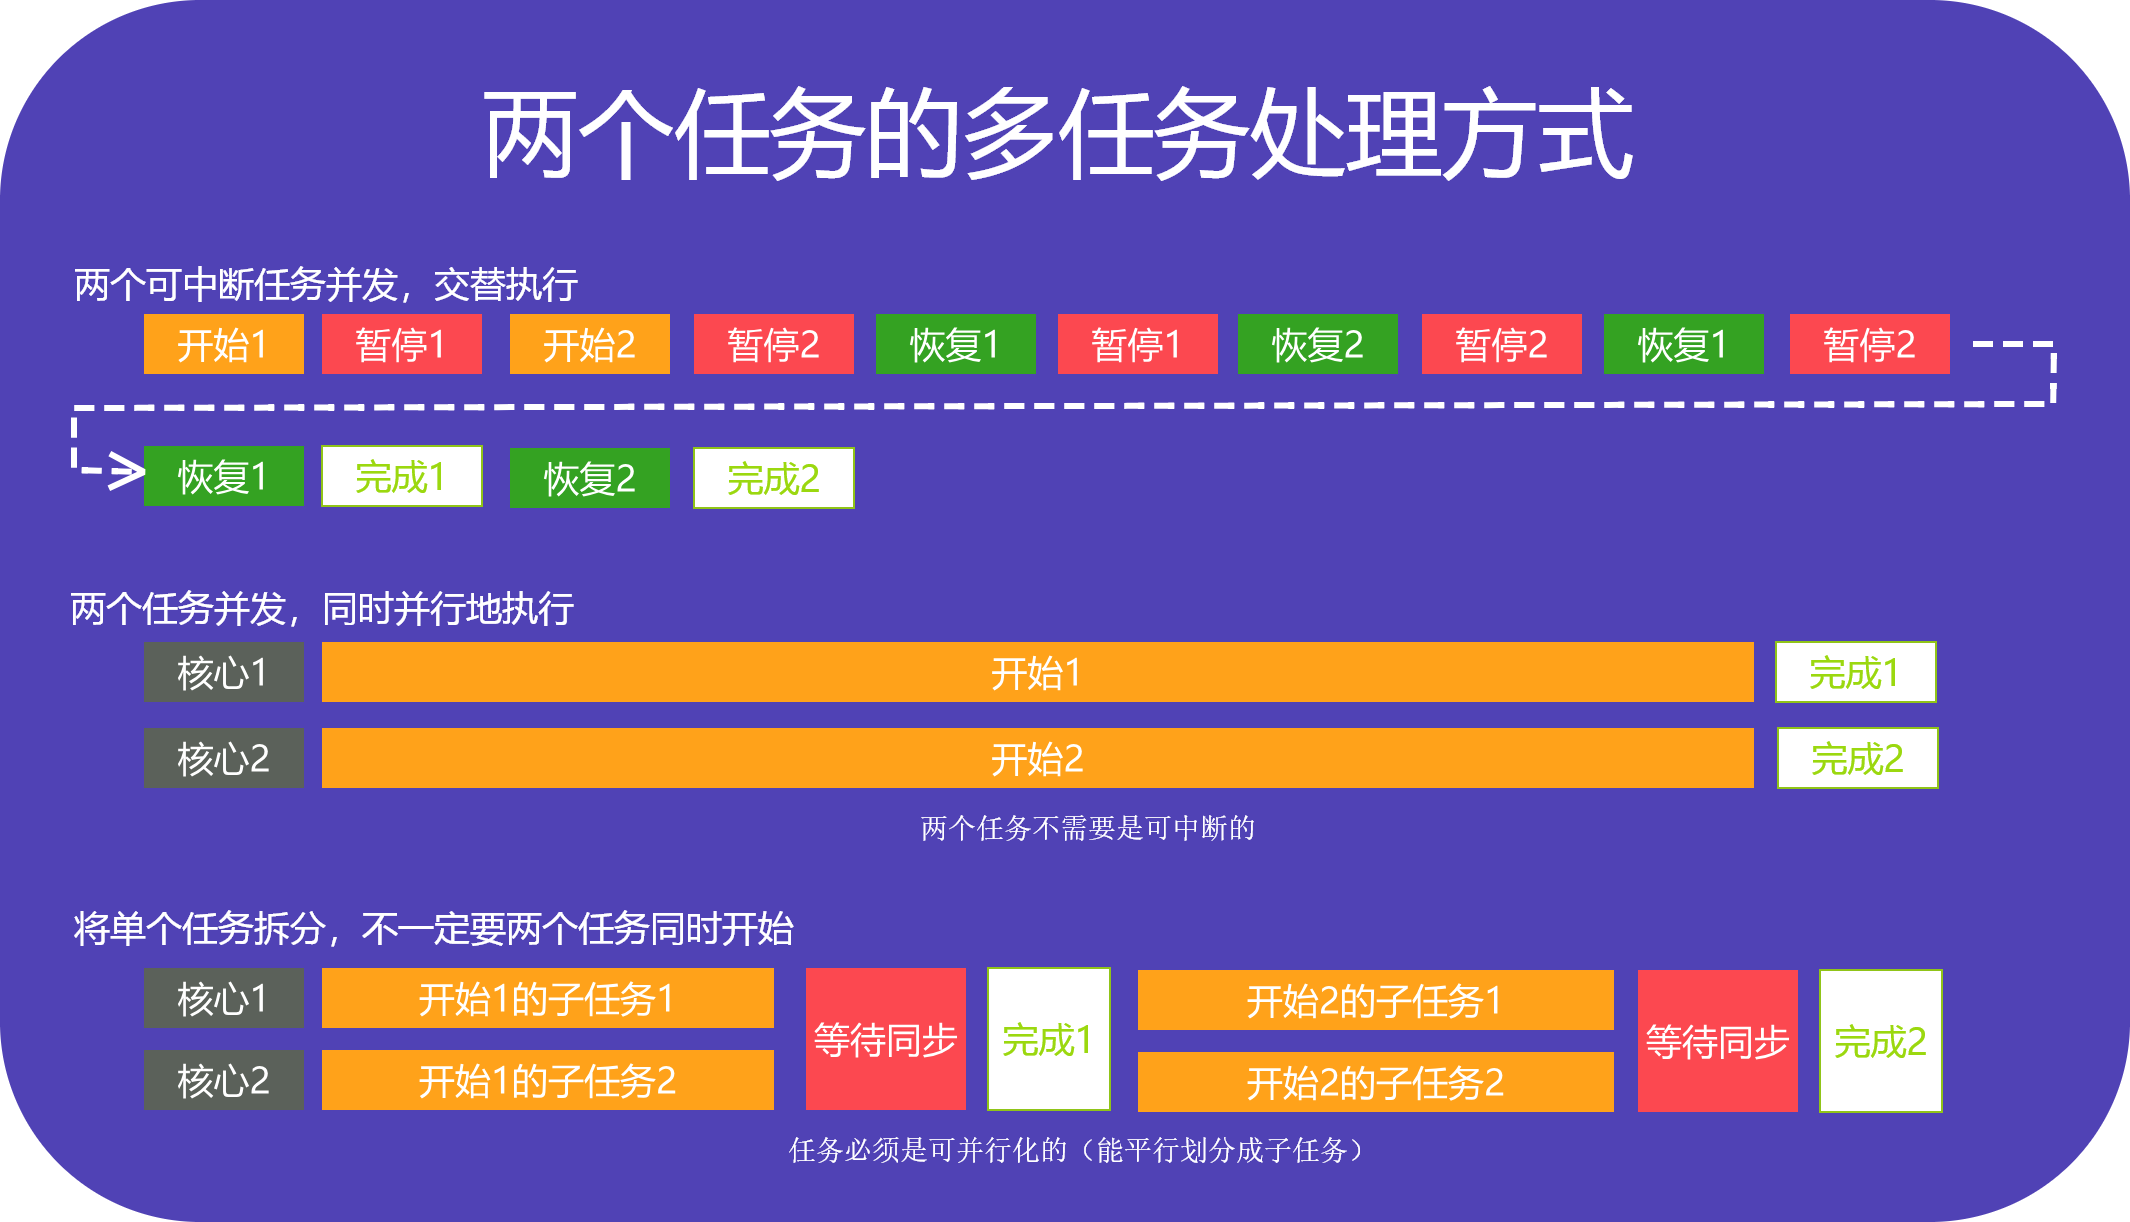 两个任务的多任务处理方式
两个可中断任务并发，交替执行
开始1 暂停1 开始2 暂停2 恢复1 暂停1 恢复2 暂停2 恢复1 暂停2
恢复1 完成1 恢复2 完成2
两个任务并发，同时并行地执行
核心1 开始1 完成1
核心2 开始2 完成2
两个任务不需要是可中断的
将单个任务拆分，不一定要两个任务同时开始
核心1 开始1的子任务1 等待同步 完成1 开始2的子任务1 等待同步 完成2
核心2 开始1的子任务2 开始2的子任务2
任务必须是可并行化的（能平行划分成子任务）